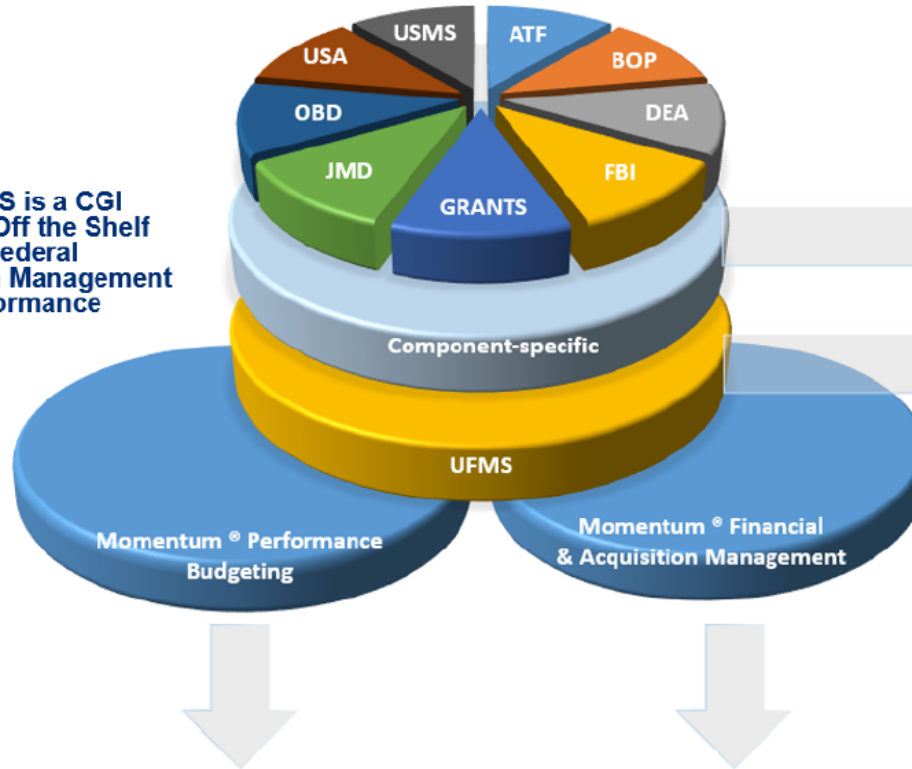 USMS
ATF
USA
BOP
OBD
DEA
JMD
FBI
GRANTS
S is a CGI
Off the Shelf
ederal
Management
ormance
Component-specific
UFMS
Momentum ® Performance
Budgeting
Momentum ® Financial
& Acquisition Management